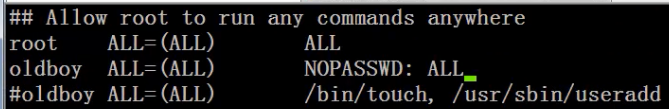 ## Allow root to run any commands anywhere
root    ALL=(ALL)       ALL
oldboy  ALL=(ALL)       NOPASSWD: ALL
#oldboy ALL=(ALL)       /bin/touch, /usr/sbin/useradd